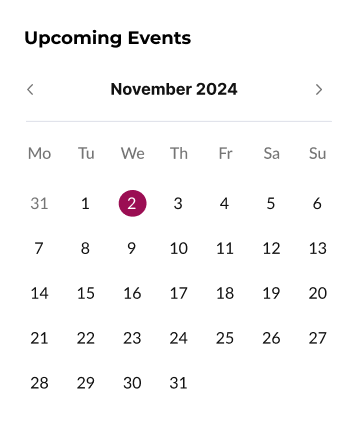 Upcoming Events
November 2024
Mo Tu We Th Fr Sa Su
31 1 2 3 4 5 6
7 8 9 10 11 12 13
14 15 16 17 18 19 20
21 22 23 24 25 26 27
28 29 30 31